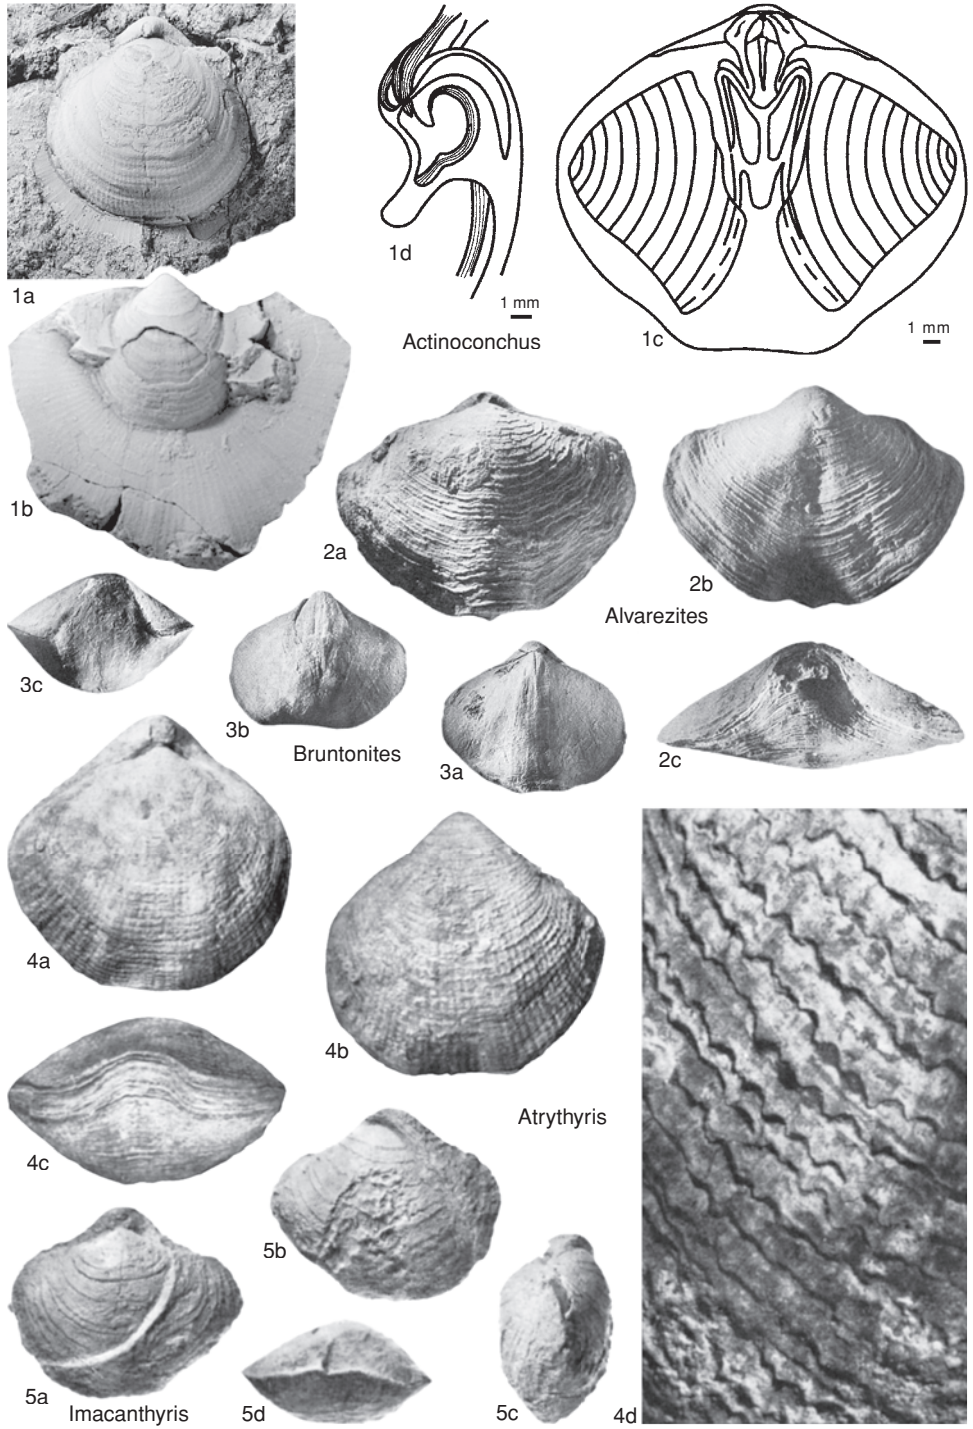 1a
1d
1 mm
Actinoconchus
1c
1 mm
1b
2a
2b
Alvarezites
3c
3b
Bruntonites
3a
2c
4a
4b
Atrythyris
4c
5b
5a
Imacanthyris
5d
5c
4d